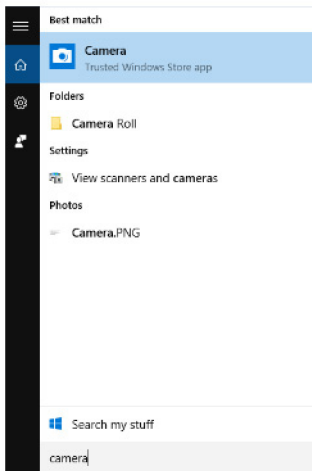 Best match
Camera
Trusted Windows Store app
Folders
Camera Roll
Settings
View scanners and cameras
Photos
Camera.PNG
Search my stuff
camera